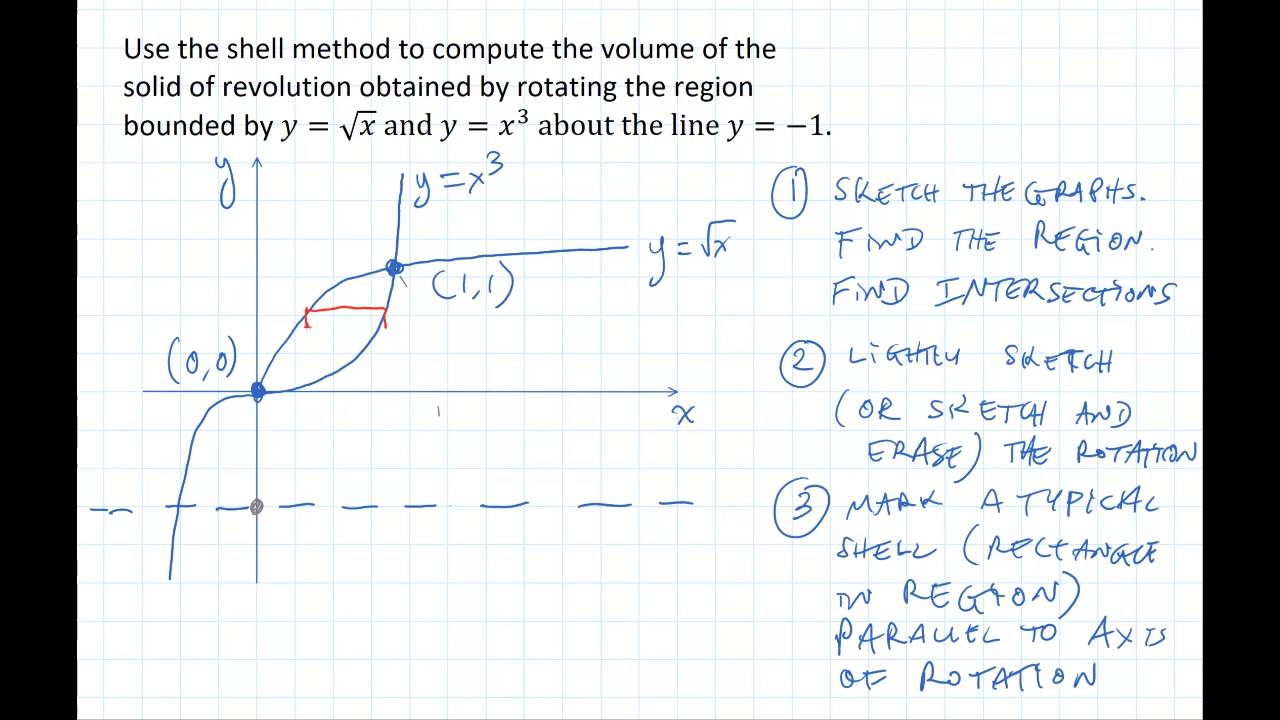 Use the shell method to compute the volume of the
solid of revolution obtained by rotating the region
bounded by y = √x and y = x³ about the line y = −1.
y
y = x³
y = √x
(1,1)
(0,0)
x
① SKETCH THE GRAPHS.
FIND THE REGION.
FIND INTERSECTIONS
② LIGHTLY SKETCH
(OR SKETCH AND
ERASE) THE ROTATION
③ MARK A TYPICAL
SHELL (RECTANGLE
IN REGION)
PARALLEL TO AXIS
OF ROTATION